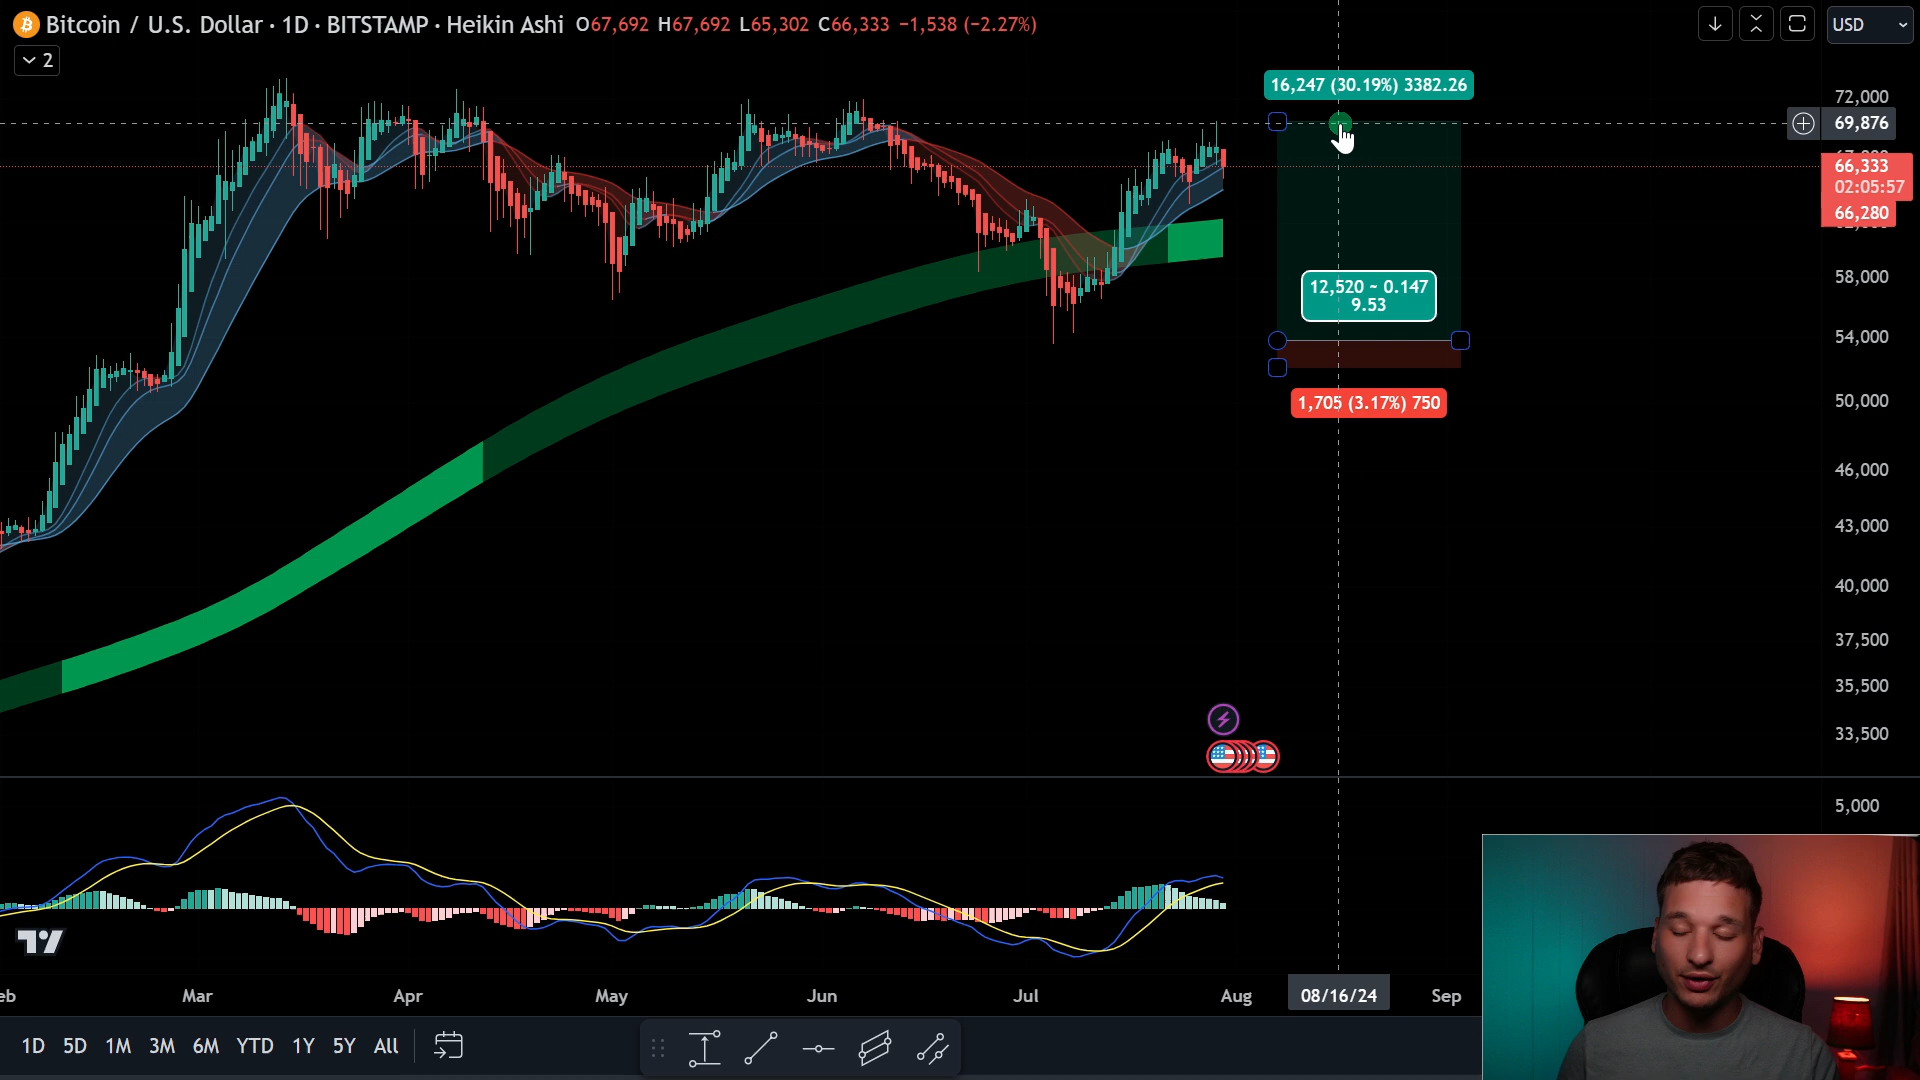 Bitcoin / U.S. Dollar · 1D · BITSTAMP · Heikin Ashi O67,692 H67,692 L65,302 C66,333 −1,538 (−2.27%)
USD
2
16,247 (30.19%) 3382.26
72,000
69,876
66,333
02:05:57
66,280
58,000
12,520 ~ 0.147
9.53
54,000
1,705 (3.17%) 750
50,000
46,000
43,000
40,000
37,500
35,500
33,500
5,000
Mar Apr May Jun Jul Aug 08/16/24 Sep
1D 5D 1M 3M 6M YTD 1Y 5Y All